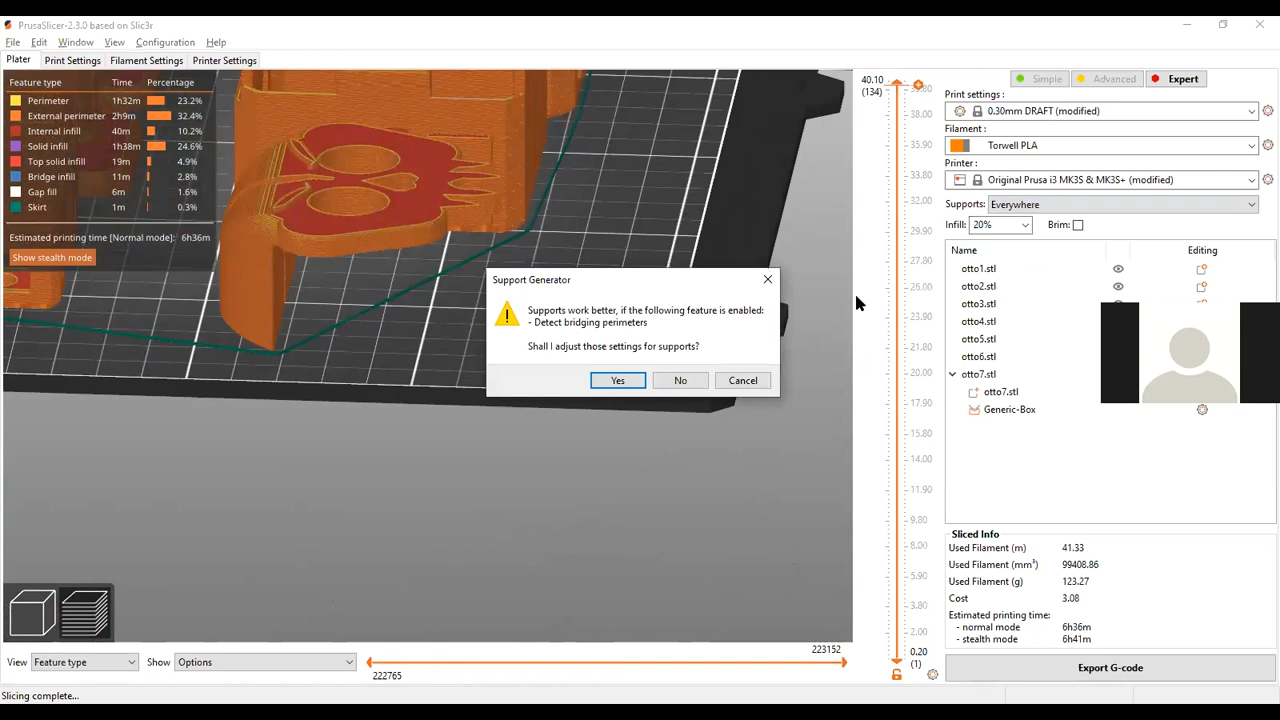 PrusaSlicer-2.3.0 based on Slic3r
File Edit Window View Configuration Help
Plater Print Settings Filament Settings Printer Settings
Feature type Time Percentage
Perimeter 1h32m 23.2%
External perimeter 2h9m 32.4%
Internal infill 40m
Solid infill 1h38m 24.6%
Top solid infill 19m 4.9%
Bridge infill 11m 2.8%
Gap fill 6m
Skirt 1m 0.3%
Estimated printing time [Normal mode]:
Show stealth mode
Support Generator
Supports work better, if the following feature is enabled:
- Detect bridging perimeters
Shall I adjust those settings for supports?
Yes No Cancel
40.10
(134)
38.00
35.90
34.10
32.00
29.90
27.80
26.00
23.90
21.80
20.00
17.90
15.80
14.00
11.90
9.80
8.00
5.90
3.80
2.00
0.20
(1)
Simple Advanced Expert
Print settings :
0.30mm DRAFT (modified)
Filament :
Torwell PLA
Printer :
Original Prusa i3 MK3S & MK3S+ (modified)
Supports: Everywhere
Infill: 20% Brim:
Name Editing
otto1.stl
otto2.stl
otto3.stl
otto4.stl
otto5.stl
otto6.stl
otto7.stl
otto7.stl
Generic-Box
Sliced Info
Used Filament (m) 41.33
Used Filament (mm³) 99408.86
Used Filament (g) 123.27
Cost 3.08
Estimated printing time:
- normal mode 6h36m
- stealth mode 6h41m
Export G-code
View Feature type Show Options
223152
222765
Slicing complete...